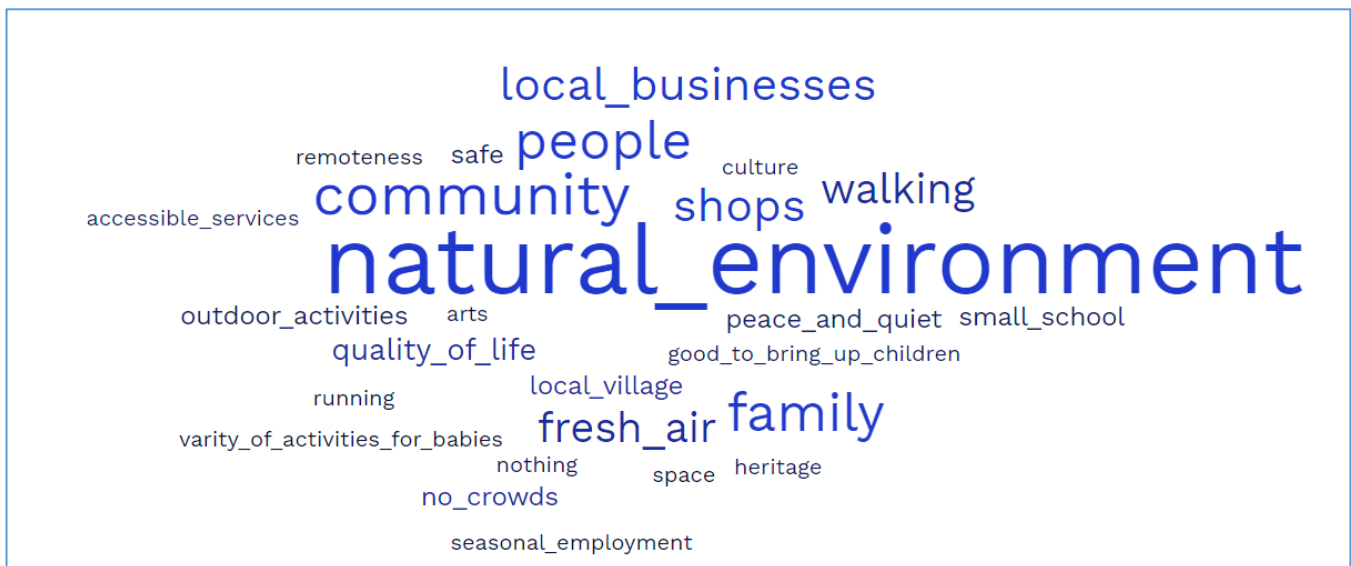 local_businesses
people
remoteness safe culture
community shops walking
accessible_services
natural_environment
outdoor_activities arts peace_and_quiet small_school
quality_of_life good_to_bring_up_children
local_village
running fresh_air family
varity_of_activities_for_babies
nothing space heritage
no_crowds
seasonal_employment